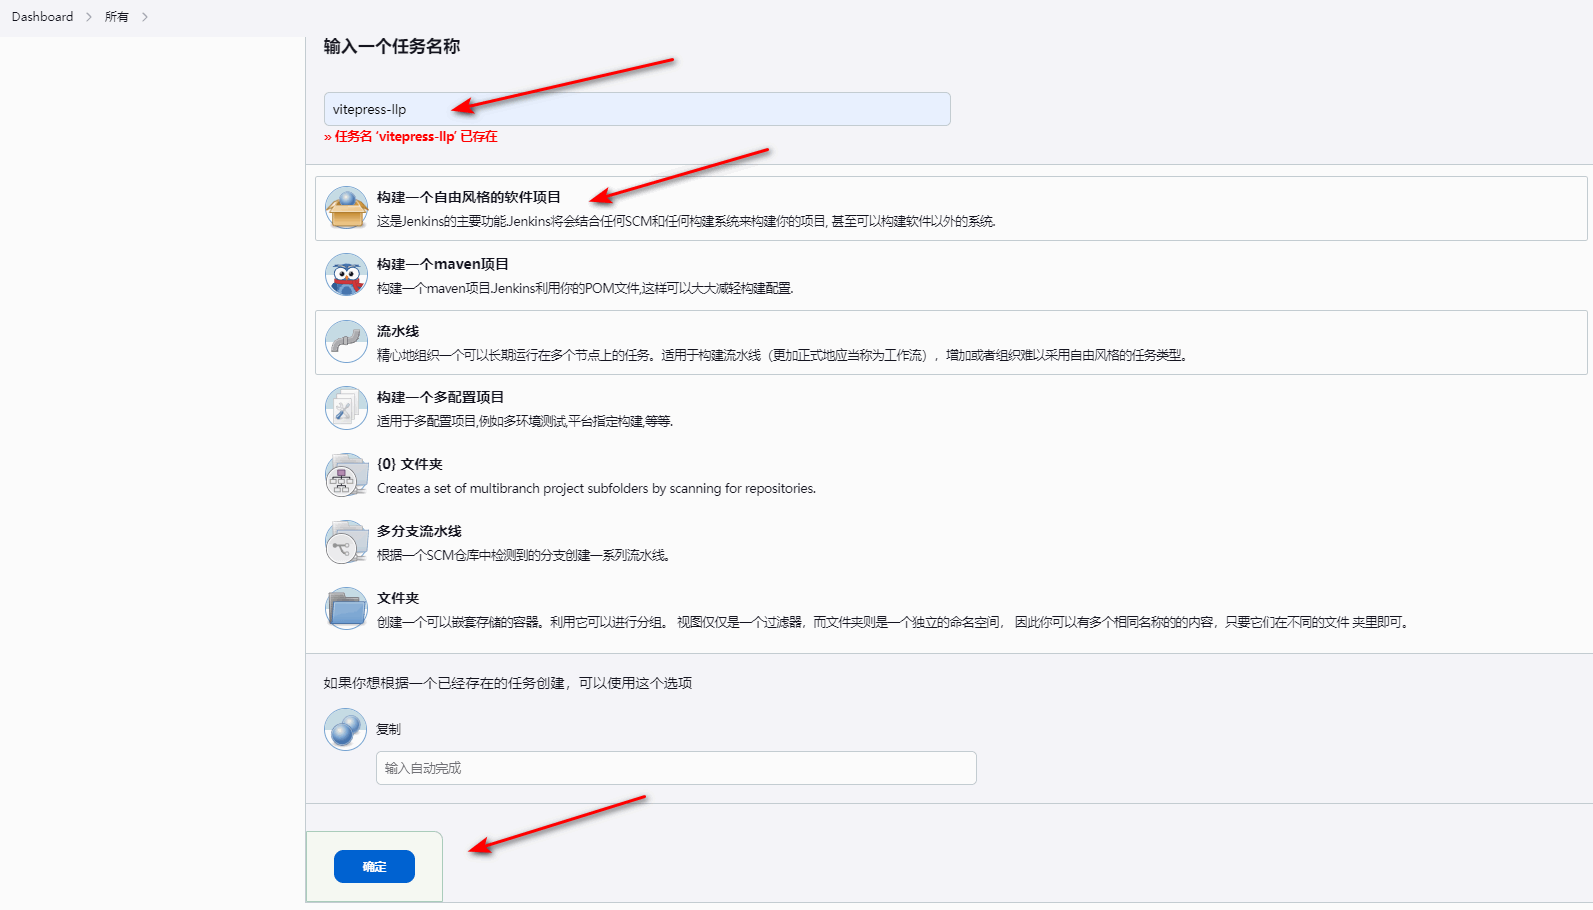 Dashboard > 所有 >
输入一个任务名称
vitepress-llp
» 任务名 ‘vitepress-llp’ 已存在
构建一个自由风格的软件项目
这是Jenkins的主要功能.Jenkins将会结合任何SCM和任何构建系统来构建你的项目, 甚至可以构建软件以外的系统.
构建一个maven项目
构建一个maven项目.Jenkins利用你的POM文件,这样可以大大减轻构建配置.
流水线
精心地组织一个可以长期运行在多个节点上的任务。适用于构建流水线（更加正式地应当称为工作流），增加或者组织难以采用自由风格的任务类型。
构建一个多配置项目
适用于多配置项目,例如多环境测试,平台指定构建,等等.
{0} 文件夹
Creates a set of multibranch project subfolders by scanning for repositories.
多分支流水线
根据一个SCM仓库中检测到的分支创建一系列流水线。
文件夹
创建一个可以嵌套存储的容器。利用它可以进行分组。 视图仅仅是一个过滤器，而文件夹则是一个独立的命名空间， 因此你可以有多个相同名称的的内容，只要它们在不同的文件 夹里即可。
如果你想根据一个已经存在的任务创建，可以使用这个选项
复制
输入自动完成
确定